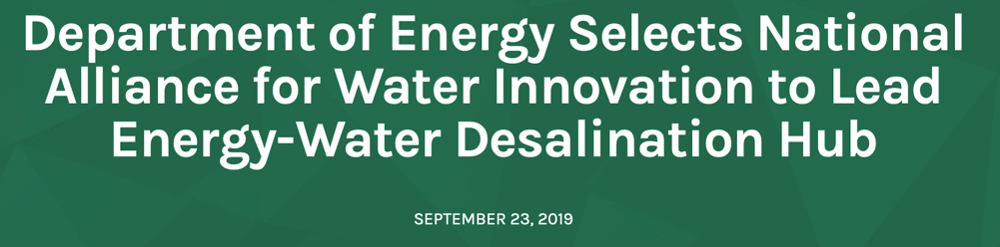 Department of Energy Selects National
Alliance for Water Innovation to Lead
Energy-Water Desalination Hub
SEPTEMBER 23, 2019